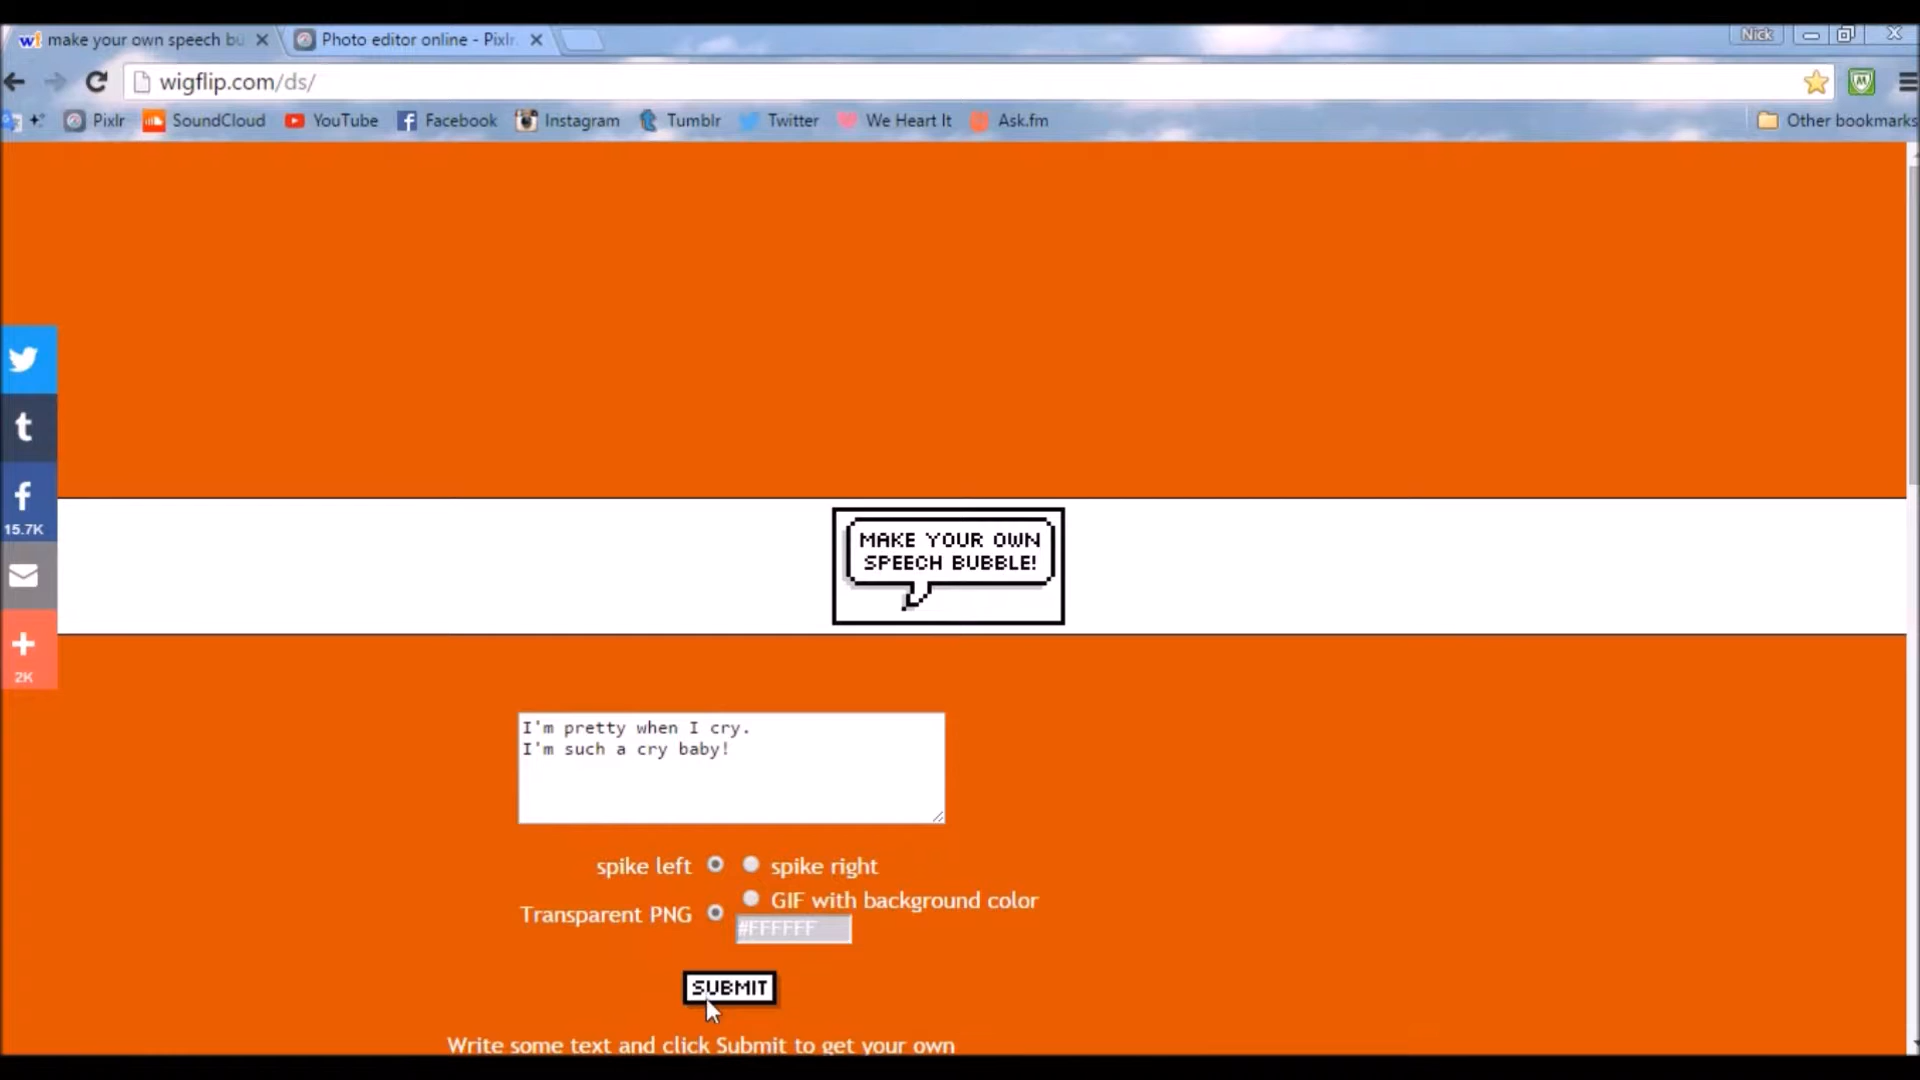 w! make your own speech bu
Photo editor online - Pixlr
Nick
wigflip.com/ds/
Pixlr SoundCloud YouTube Facebook Instagram Tumblr Twitter We Heart It Ask.fm Other bookmarks
MAKE YOUR OWN
SPEECH BUBBLE!
15.7K
2K
I'm pretty when I cry.
I'm such a cry baby!
spike left spike right
GIF with background color
Transparent PNG
#FFFFFF
SUBMIT
Write some text and click Submit to get your own